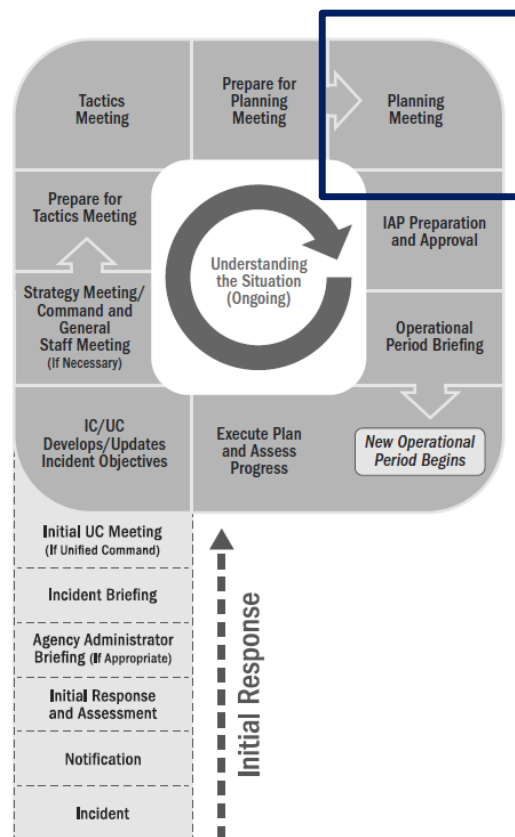 Tactics
Meeting
Prepare for
Planning
Meeting
Planning
Meeting
Prepare for
Tactics Meeting
IAP Preparation
and Approval
Understanding
the Situation
(Ongoing)
Strategy Meeting/
Command and
General
Staff Meeting
(If Necessary)
Operational
Period Briefing
IC/UC
Develops/Updates
Incident Objectives
Execute Plan
and Assess
Progress
New Operational
Period Begins
Initial UC Meeting
(If Unified Command)
Incident Briefing
Agency Administrator
Briefing (If Appropriate)
Initial Response
and Assessment
Notification
Incident
Initial Response